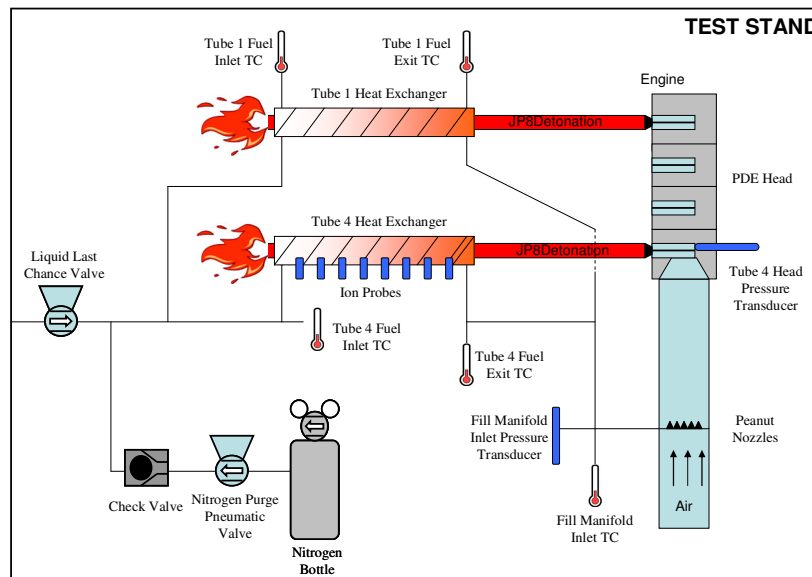 TEST STAND
Tube 1 Fuel
Inlet TC
Tube 1 Fuel
Exit TC
Engine
Tube 1 Heat Exchanger
JP8Detonation
PDE Head
Tube 4 Heat Exchanger
JP8Detonation
Liquid Last
Chance Valve
Ion Probes
Tube 4 Head
Pressure
Transducer
Tube 4 Fuel
Inlet TC
Tube 4 Fuel
Exit TC
Fill Manifold
Inlet Pressure
Transducer
Peanut
Nozzles
Check Valve
Nitrogen Purge
Pneumatic
Valve
Air
Fill Manifold
Inlet TC
Nitrogen
Bottle